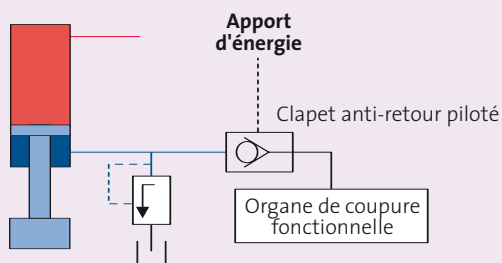 Apport
d'énergie
Clapet anti-retour piloté
Organe de coupure
fonctionnelle